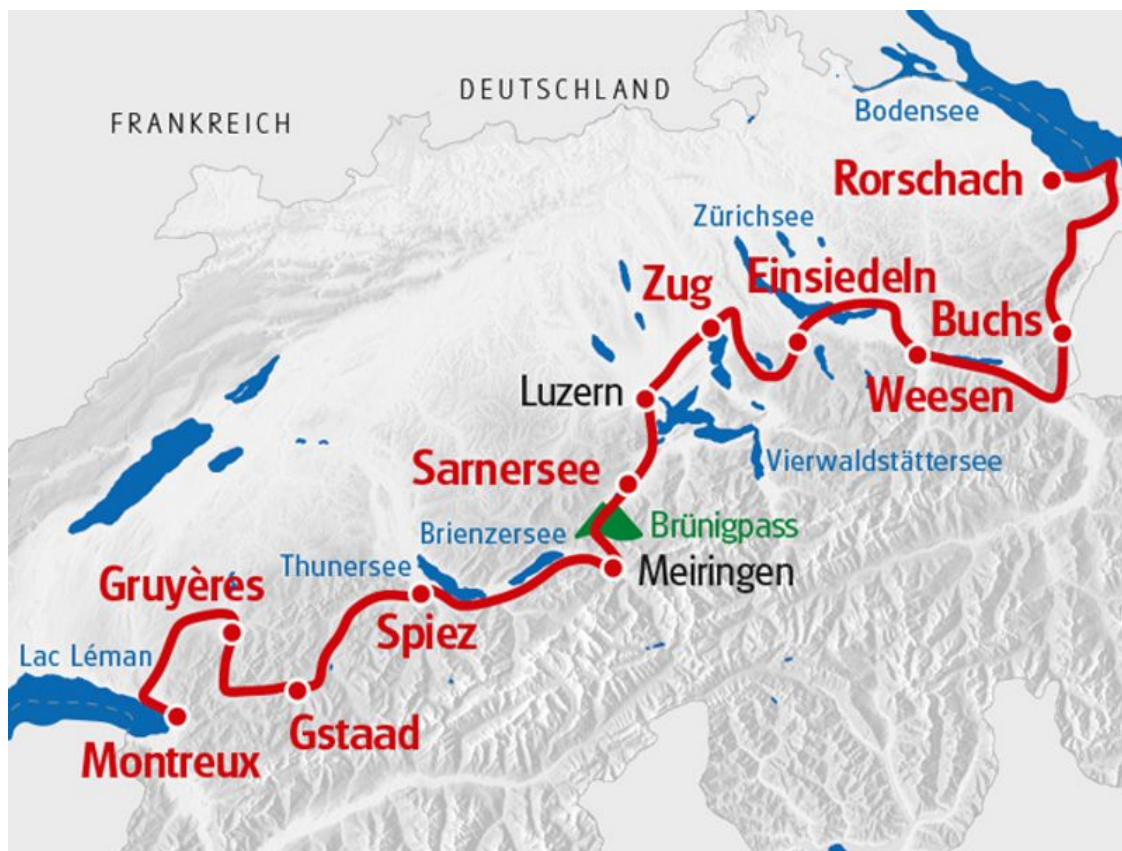 DEUTSCHLAND
FRANKREICH
Bodensee
Rorschach
Zürichsee
Zug
Einsiedeln
Buchs
Luzern
Weesen
Sarnersee
Vierwaldstättersee
Brünigpass
Brienzersee
Thunersee
Meiringen
Gruyères
Spiez
Lac Léman
Gstaad
Montreux